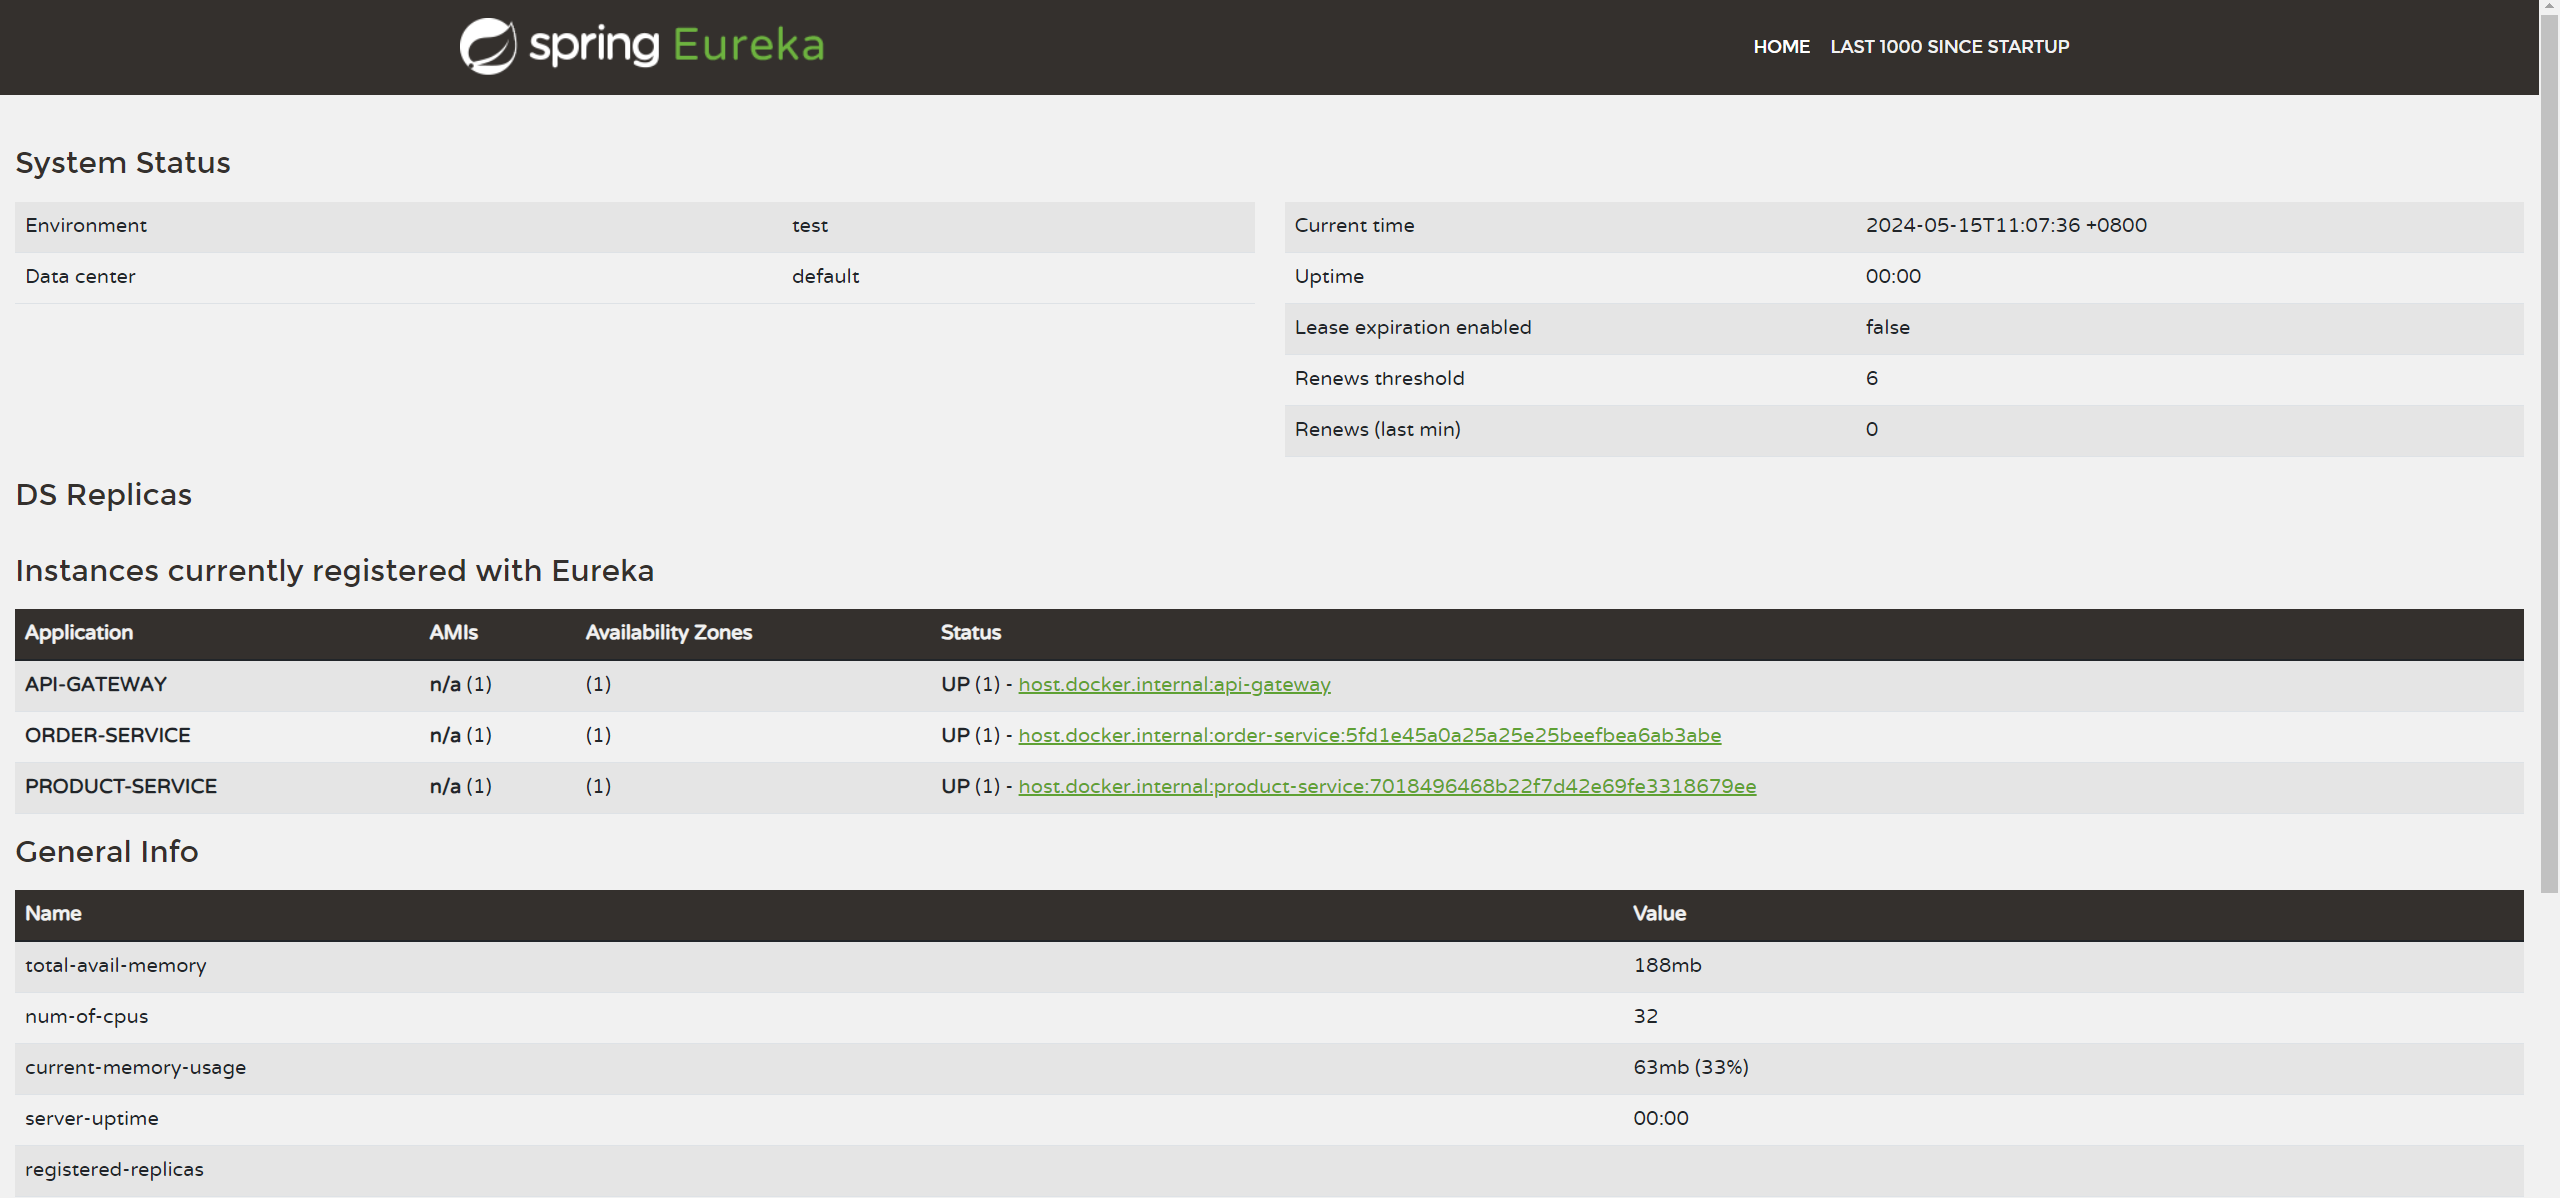 spring Eureka
HOME LAST 1000 SINCE STARTUP
System Status
Environment test
Data center default
Current time 2024-05-15T11:07:36 +0800
Uptime 00:00
Lease expiration enabled false
Renews threshold 6
Renews (last min) 0
DS Replicas
Instances currently registered with Eureka
Application AMIs Availability Zones Status
API-GATEWAY n/a (1) (1) UP (1) - host.docker.internal:api-gateway
ORDER-SERVICE n/a (1) (1) UP (1) - host.docker.internal:order-service:5fd1e45a0a25a25e25beefbea6ab3abe
PRODUCT-SERVICE n/a (1) (1) UP (1) - host.docker.internal:product-service:7018496468b22f7d42e69fe3318679ee
General Info
Name Value
total-avail-memory 188mb
num-of-cpus 32
current-memory-usage 63mb (33%)
server-uptime 00:00
registered-replicas